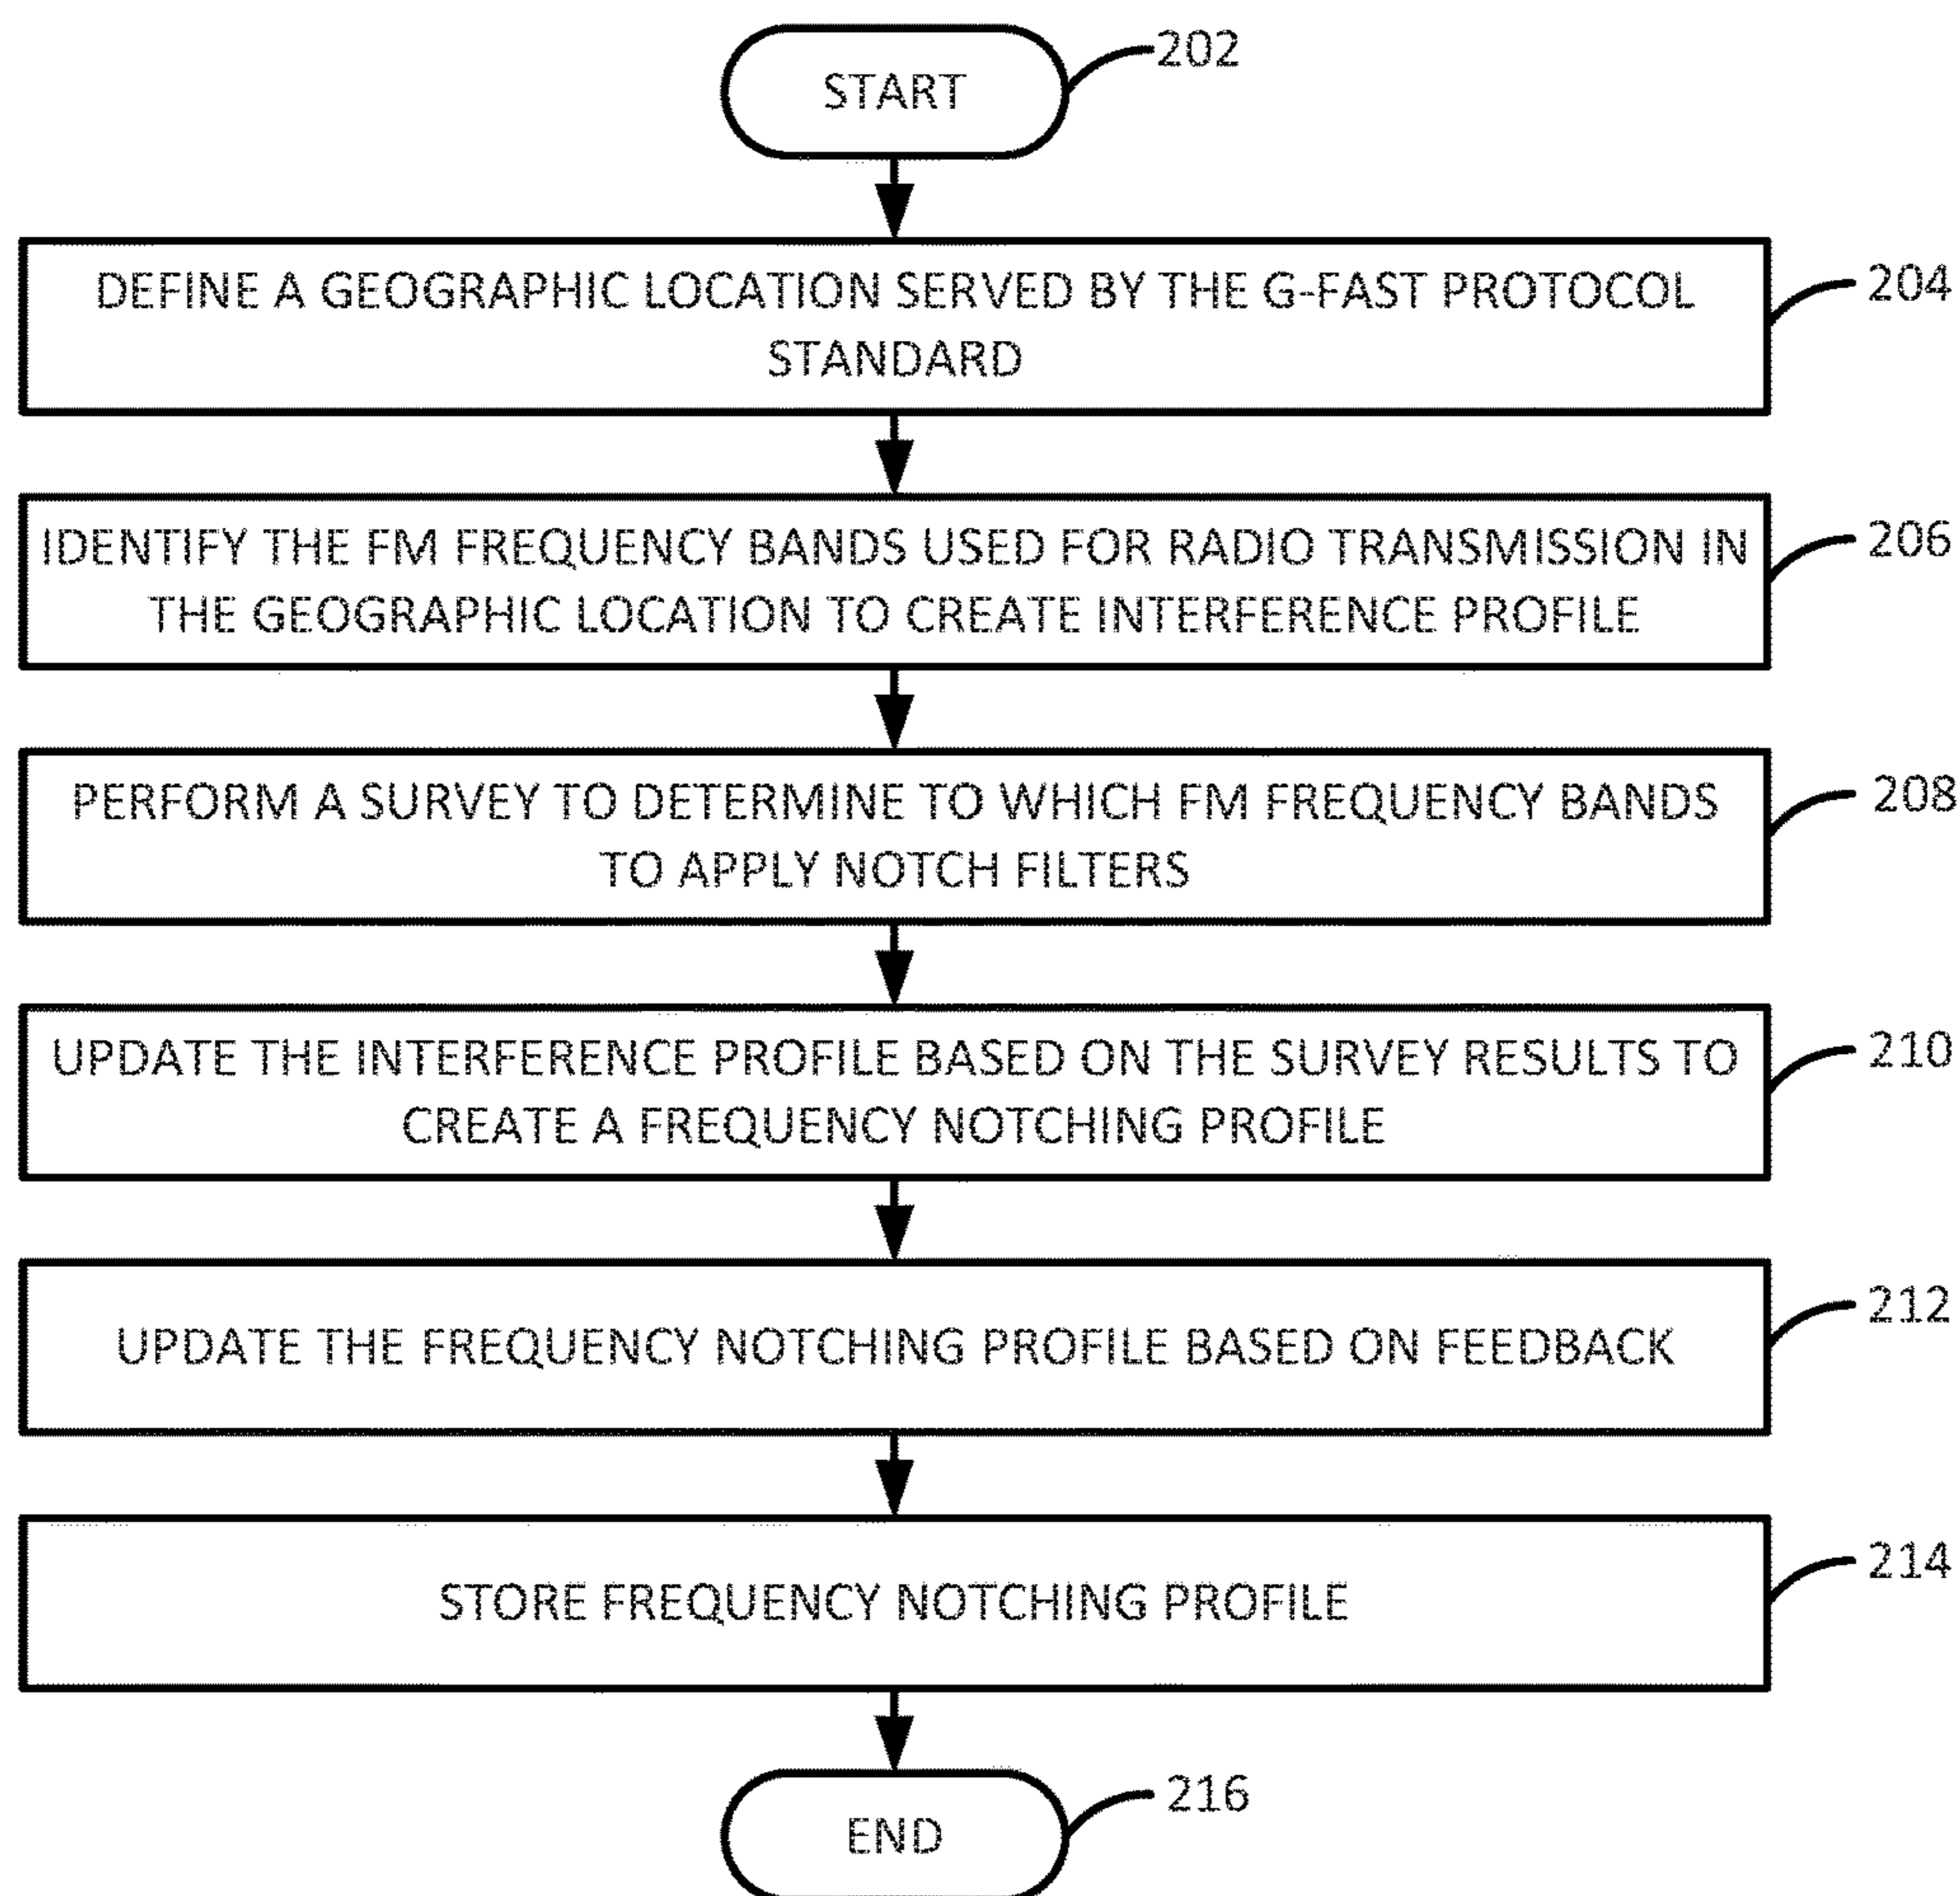 START
202
DEFINE A GEOGRAPHIC LOCATION SERVED BY THE G-FAST PROTOCOL
STANDARD
204
IDENTIFY THE FM FREQUENCY BANDS USED FOR RADIO TRANSMISSION IN
THE GEOGRAPHIC LOCATION TO CREATE INTERFERENCE PROFILE
206
PERFORM A SURVEY TO DETERMINE TO WHICH FM FREQUENCY BANDS
TO APPLY NOTCH FILTERS
208
UPDATE THE INTERFERENCE PROFILE BASED ON THE SURVEY RESULTS TO
CREATE A FREQUENCY NOTCHING PROFILE
210
UPDATE THE FREQUENCY NOTCHING PROFILE BASED ON FEEDBACK
212
STORE FREQUENCY NOTCHING PROFILE
214
END
216